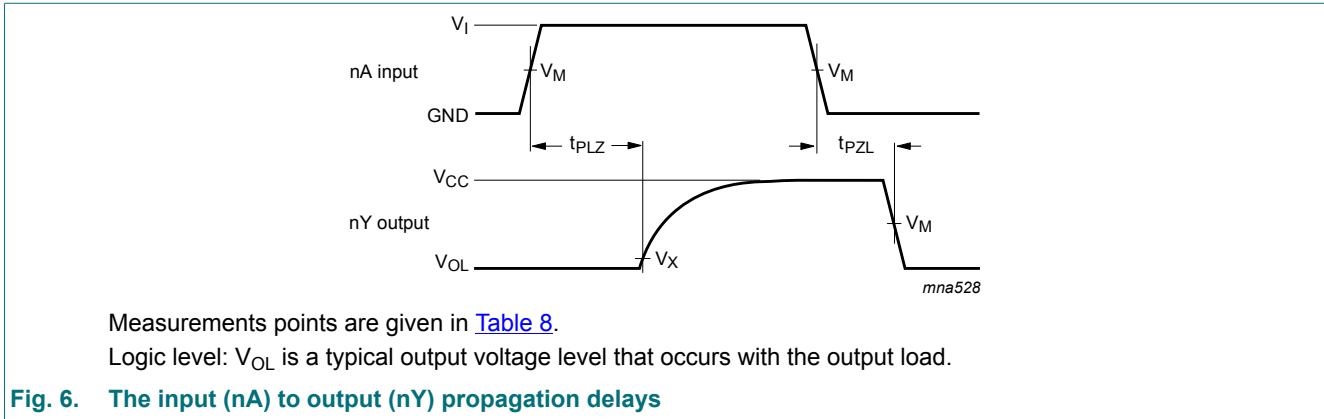 V_I
nA input
V_M
V_M
GND
t_PLZ
t_PZL
V_CC
nY output
V_M
V_OL
V_X
mna528
Measurements points are given in Table 8.
Logic level: V_OL is a typical output voltage level that occurs with the output load.
Fig. 6. The input (nA) to output (nY) propagation delays